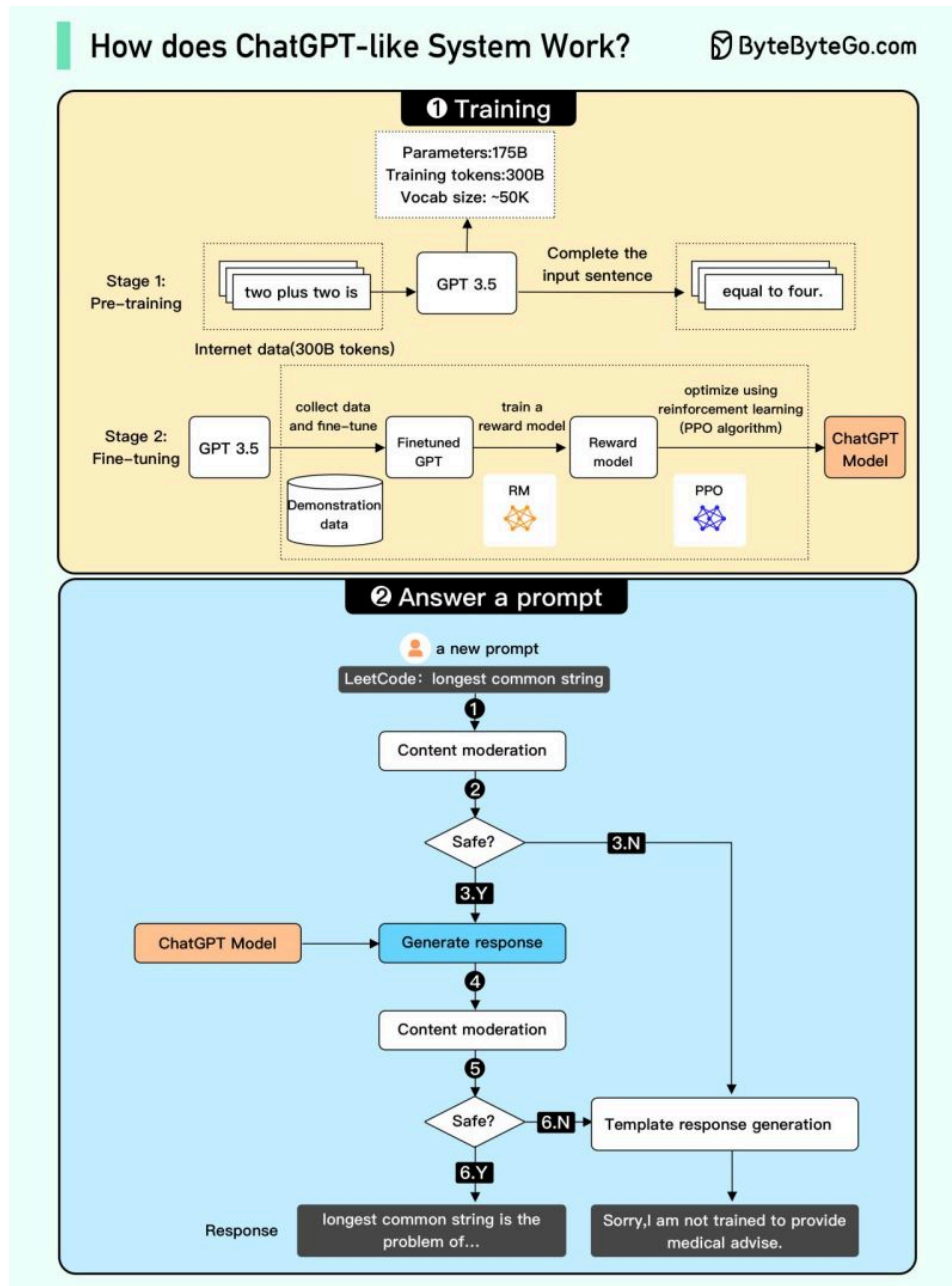 How does ChatGPT-like System Work?
ByteByteGo.com
❶ Training
Parameters:175B
Training tokens:300B
Vocab size: ~50K
Stage 1:
Pre-training
two plus two is
GPT 3.5
Complete the
input sentence
equal to four.
Internet data(300B tokens)
Stage 2:
Fine-tuning
GPT 3.5
collect data
and fine-tune
Demonstration
data
Finetuned
GPT
train a
reward model
RM
Reward
model
optimize using
reinforcement learning
(PPO algorithm)
PPO
ChatGPT
Model
❷ Answer a prompt
a new prompt
LeetCode: longest common string
1
Content moderation
2
Safe?
3.N
3.Y
ChatGPT Model
Generate response
4
Content moderation
5
Safe?
6.N
Template response generation
6.Y
Response
longest common string is the
problem of...
Sorry,I am not trained to provide
medical advise.